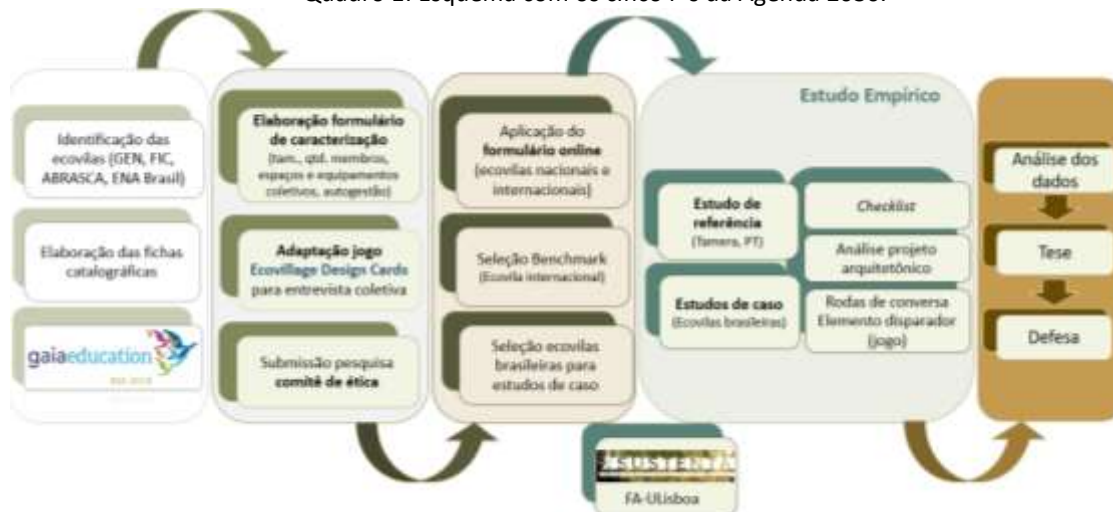 Quadro 1: Esquema com os cinco P's da Agenda 2030.
Identificação das
ecovilas (GEN, FIC,
ABRASCA, ENA Brasil)
Elaboração das fichas
catalográficas
gaiaeducation
Elaboração formulário
de caracterização
(tam., qtd. membros,
espaços e equipamentos
coletivos, autogestão)
Adaptação jogo
Ecovillage Design Cards
para entrevista coletiva
Submissão pesquisa
comitê de ética
Aplicação do
formulário online
(ecovilas nacionais e
internacionais)
Seleção Benchmark
(Ecovila internacional)
Seleção ecovilas
brasileiras para
estudos de caso
Estudo Empírico
Estudo de
referência
(Tamera, PT)
Estudos de caso
(Ecovilas brasileiras)
Checklist
Análise projeto
arquitetônico
Rodas de conversa
Elemento disparador
(jogo)
Análise dos
dados
Tese
Defesa
SUSTENTA
FA-ULisboa